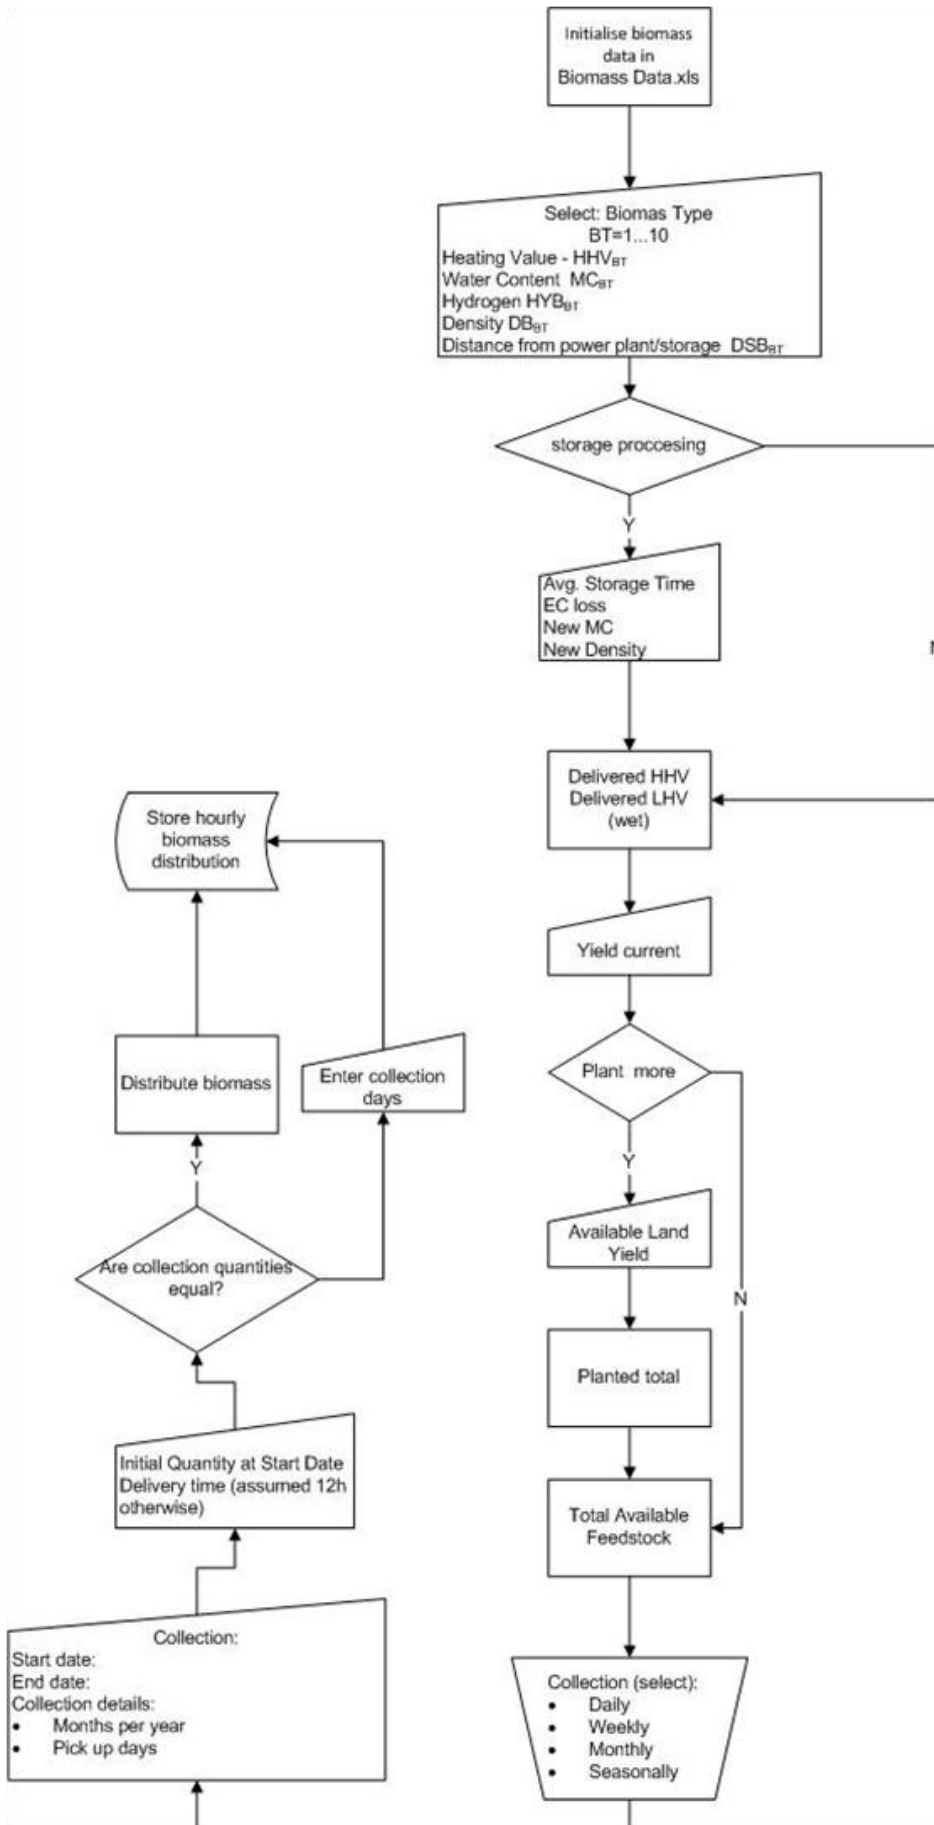 Initialise biomass
data in
Biomass Data.xls
Select: Biomas Type
BT=1...10
Heating Value - HHVBT
Water Content MCBT
Hydrogen HYBBT
Density DBBT
Distance from power plant/storage DSBBT
storage proccesing
Y
Avg. Storage Time
EC loss
New MC
New Density
Delivered HHV
Delivered LHV
(wet)
Yield current
Plant more
Y
N
Available Land
Yield
Planted total
Total Available
Feedstock
Collection (select):
• Daily
• Weekly
• Monthly
• Seasonally
Collection:
Start date:
End date:
Collection details:
• Months per year
• Pick up days
Initial Quantity at Start Date
Delivery time (assumed 12h
otherwise)
Are collection quantities
equal?
Y
Distribute biomass
Enter collection
days
Store hourly
biomass
distribution